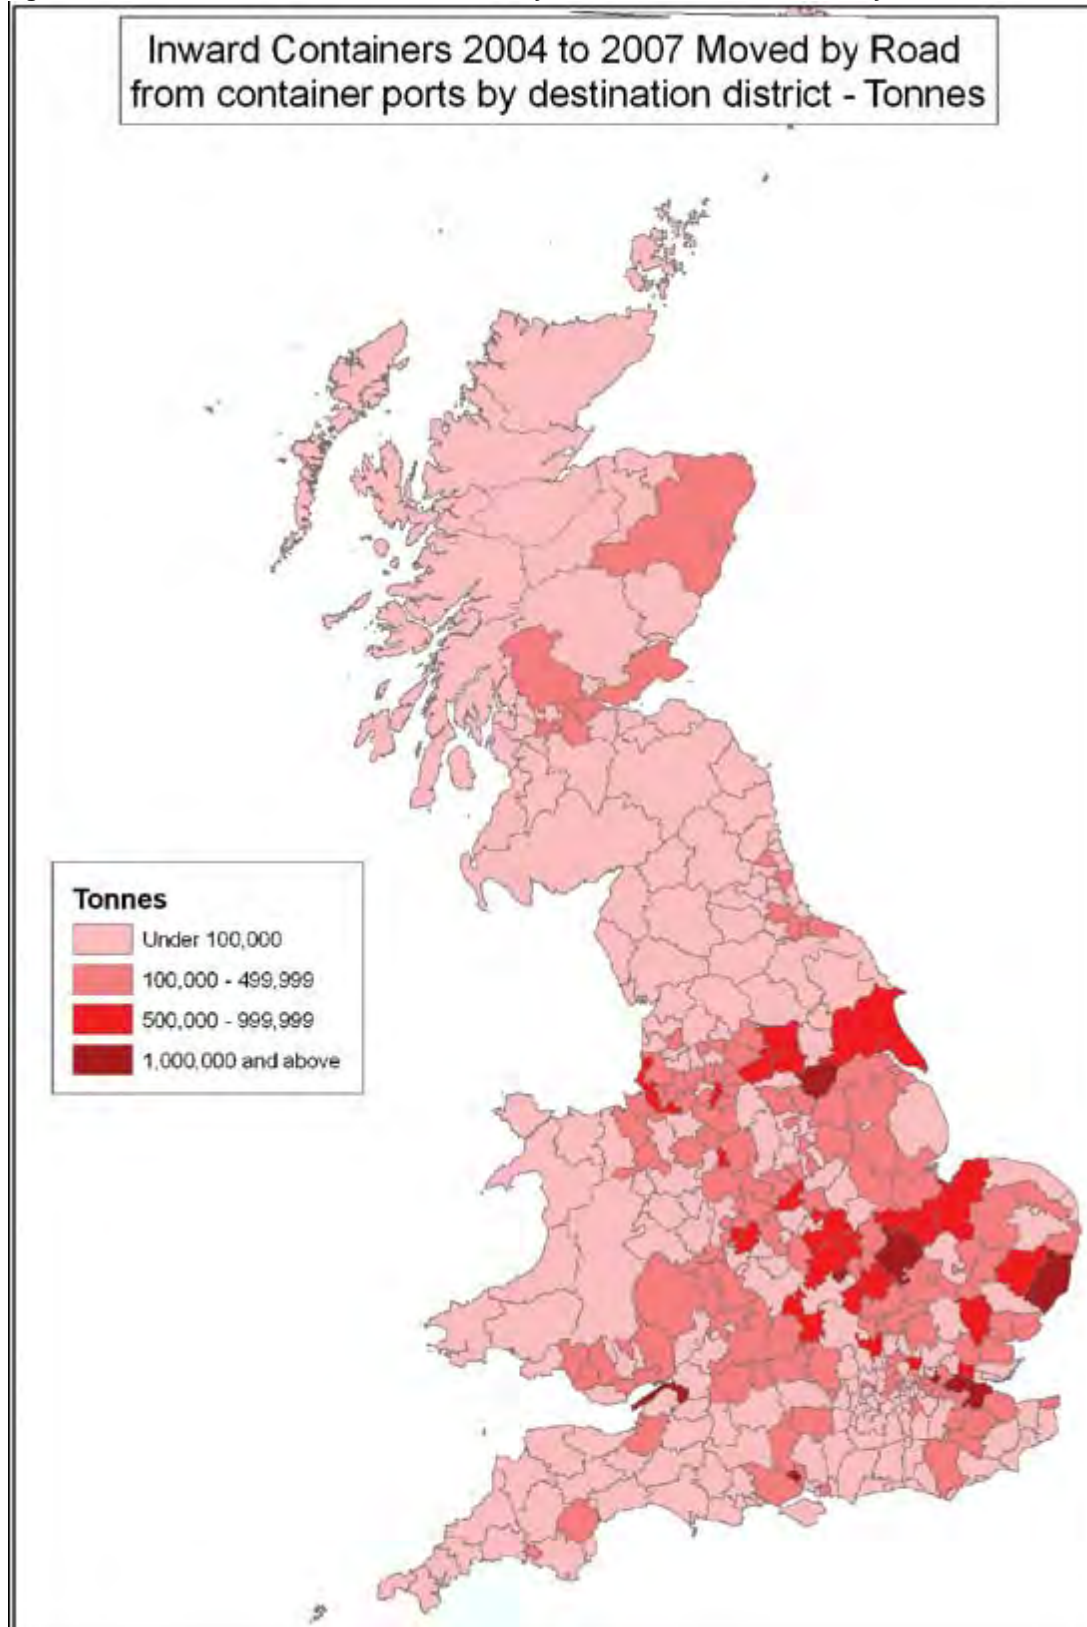 Inward Containers 2004 to 2007 Moved by Road
from container ports by destination district - Tonnes
Tonnes
Under 100,000
100,000 - 499,999
500,000 - 999,999
1,000,000 and above